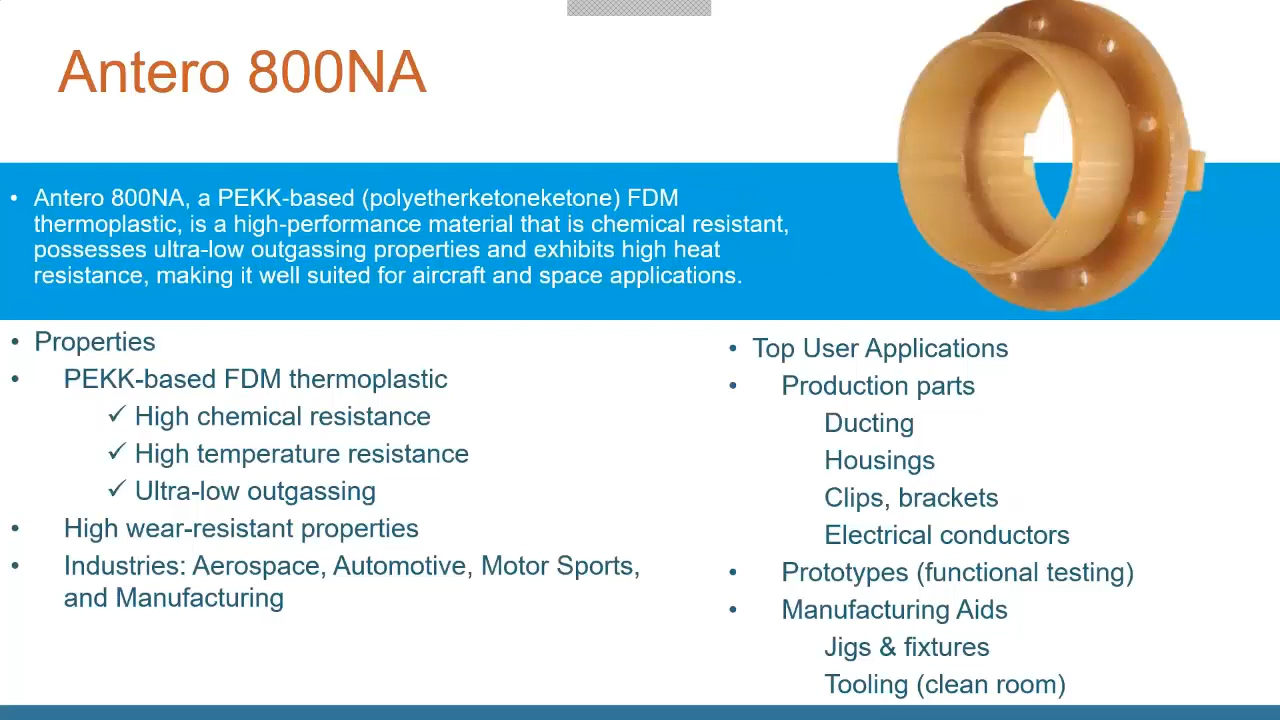 Antero 800NA
• Antero 800NA, a PEKK-based (polyetherketoneketone) FDM
thermoplastic, is a high-performance material that is chemical resistant,
possesses ultra-low outgassing properties and exhibits high heat
resistance, making it well suited for aircraft and space applications.
• Properties
• PEKK-based FDM thermoplastic
✓ High chemical resistance
✓ High temperature resistance
✓ Ultra-low outgassing
• High wear-resistant properties
• Industries: Aerospace, Automotive, Motor Sports,
and Manufacturing
• Top User Applications
• Production parts
Ducting
Housings
Clips, brackets
Electrical conductors
• Prototypes (functional testing)
• Manufacturing Aids
Jigs & fixtures
Tooling (clean room)